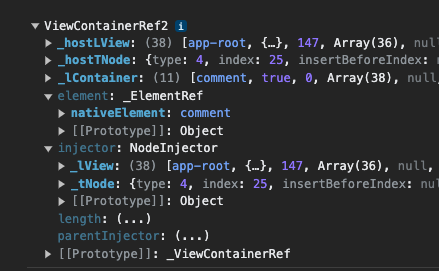 ViewContainerRef2 i
_hostLView: (38) [app-root, {…}, 147, Array(36), null
_hostTNode: {type: 4, index: 25, insertBeforeIndex:
_lContainer: (11) [comment, true, 0, Array(38), nul
element: _ElementRef
nativeElement: comment
[[Prototype]]: Object
injector: NodeInjector
_lView: (38) [app-root, {…}, 147, Array(36), null,
_tNode: {type: 4, index: 25, insertBeforeIndex:
[[Prototype]]: Object
length: (...)
parentInjector: (...)
[[Prototype]]: _ViewContainerRef